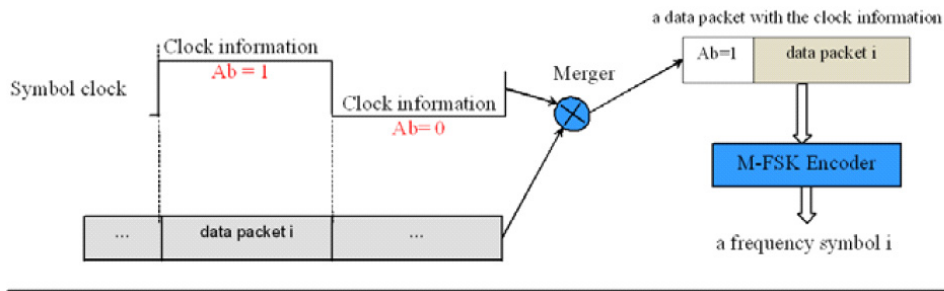 a data packet with the clock information
Clock information
Ab = 1
Symbol clock
Clock information
Ab= 0
Merger
Ab=1
data packet i
M-FSK Encoder
...
data packet i
...
a frequency symbol i